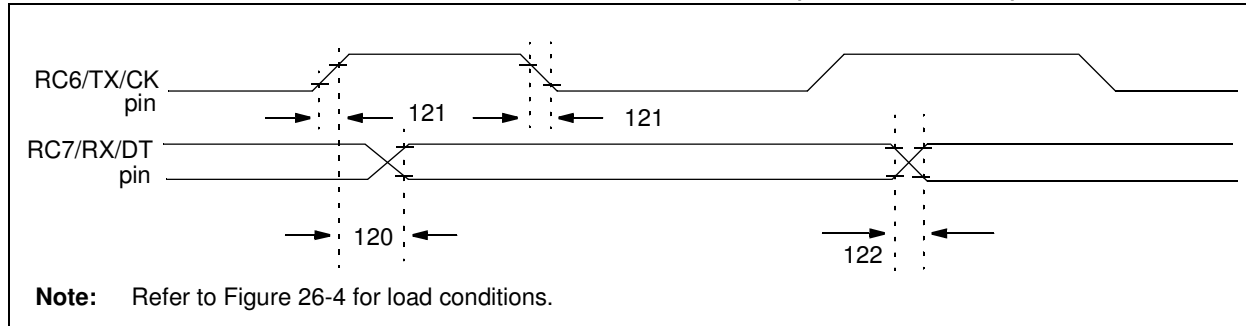 RC6/TX/CK
pin
121
121
RC7/RX/DT
pin
120
122
Note: Refer to Figure 26-4 for load conditions.